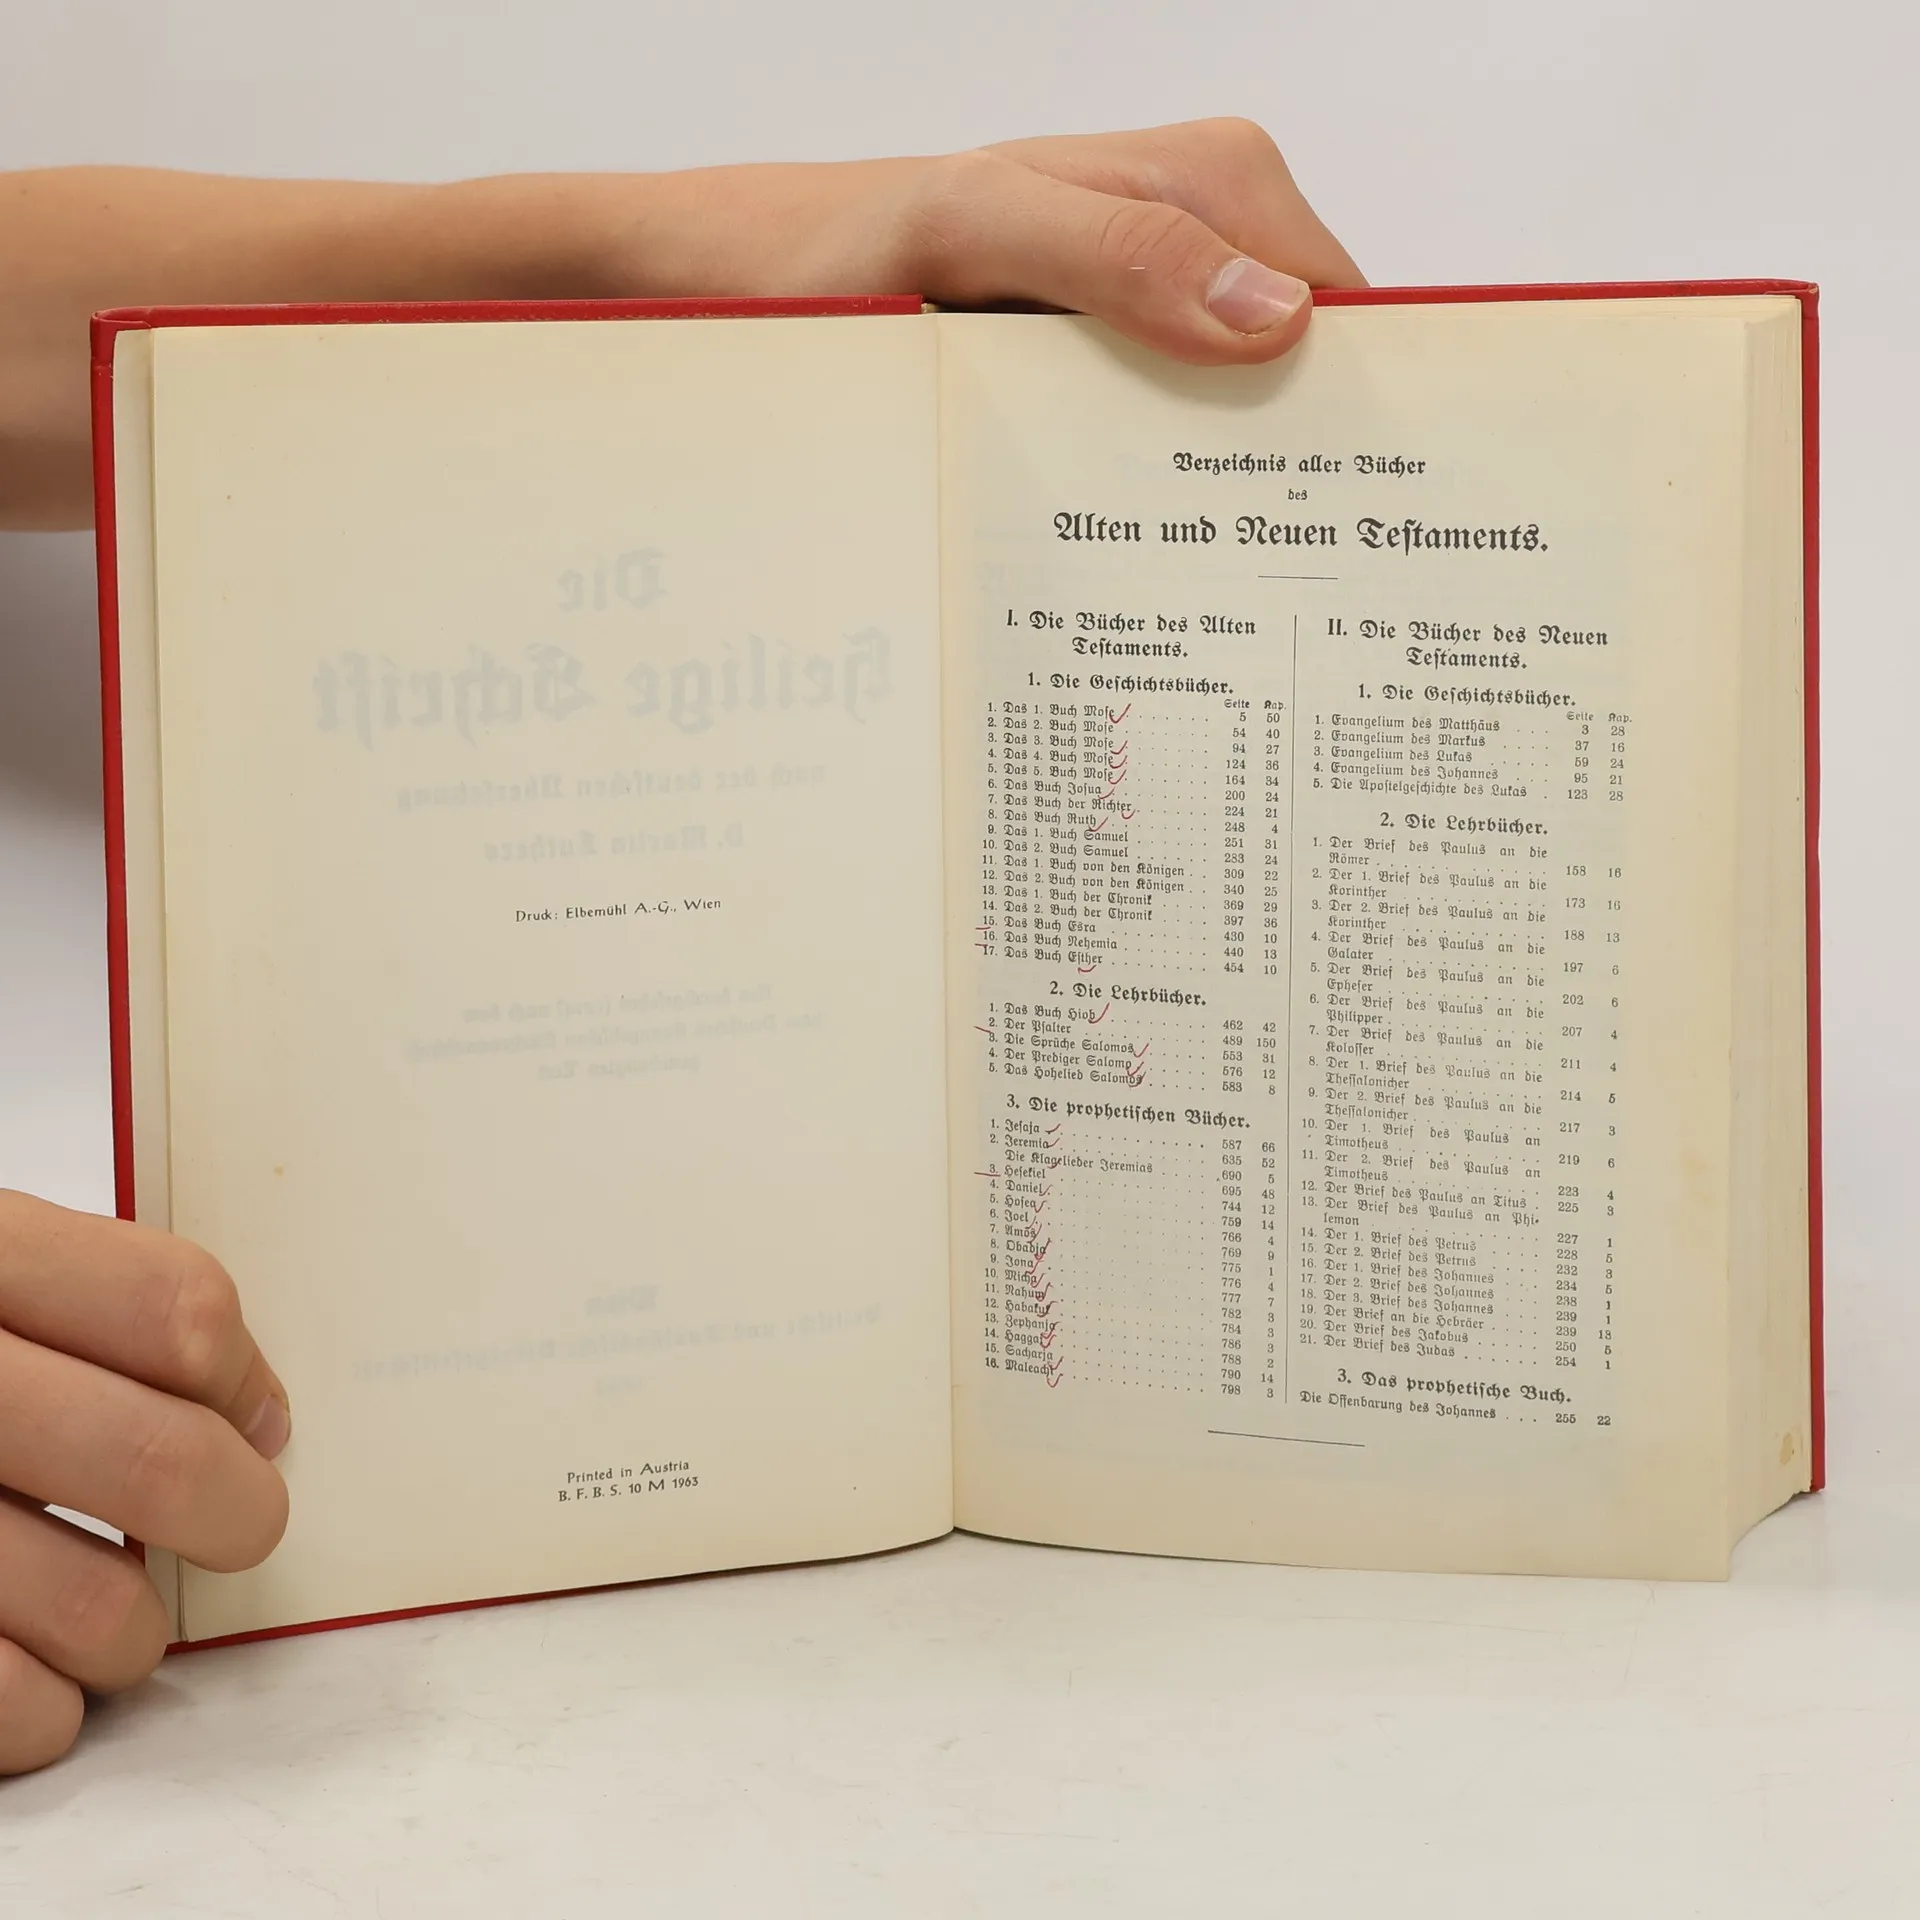 Druck: Elbemühl A.-G., Wien
Printed in Austria
B. F. B. S. 10 M 1963
Verzeichnis aller Bücher
des
Alten und Neuen Testaments.
I. Die Bücher des Alten
Testaments.
1. Die Geschichtsbücher.
Seite Kap.
1. Das 1. Buch Mose . . . . . . 5 50
2. Das 2. Buch Mose . . . . . . 54 40
3. Das 3. Buch Mose . . . . . . 94 27
4. Das 4. Buch Mose . . . . . . 124 36
5. Das 5. Buch Mose . . . . . . 164 34
6. Das Buch Josua . . . . . . . 200 24
7. Das Buch der Richter . . . . . 224 21
8. Das Buch Ruth . . . . . . . 248 4
9. Das 1. Buch Samuel . . . . . 251 31
10. Das 2. Buch Samuel . . . . . 283 24
11. Das 1. Buch von den Königen . . 309 22
12. Das 2. Buch von den Königen . . 340 25
13. Das 1. Buch der Chronik . . . . 369 29
14. Das 2. Buch der Chronik . . . . 397 36
15. Das Buch Esra . . . . . . . 430 10
16. Das Buch Nehemia . . . . . . 440 13
17. Das Buch Esther . . . . . . . 454 10
2. Die Lehrbücher.
1. Das Buch Hiob . . . . . . . 462 42
2. Der Psalter . . . . . . . . 489 150
3. Die Sprüche Salomos . . . . . 553 31
4. Der Prediger Salomo . . . . . 576 12
5. Das Hohelied Salomos . . . . . 583 8
3. Die prophetischen Bücher.
1. Jesaja . . . . . . . . . . 587 66
2. Jeremia . . . . . . . . . . 635 52
Die Klagelieder Jeremias . . . . 690 5
3. Hesekiel . . . . . . . . . . 695 48
4. Daniel . . . . . . . . . . 744 12
5. Hosea . . . . . . . . . . 759 14
6. Joel . . . . . . . . . . . 766 4
7. Amos . . . . . . . . . . . 769 9
8. Obadja . . . . . . . . . . 775 1
9. Jona . . . . . . . . . . . 776 4
10. Micha . . . . . . . . . . 777 7
11. Nahum . . . . . . . . . . 782 3
12. Habakuk . . . . . . . . . . 784 3
13. Zephanja . . . . . . . . . . 786 3
14. Haggai . . . . . . . . . . 788 2
15. Sacharja . . . . . . . . . . 790 14
16. Maleachi . . . . . . . . . . 798 3
II. Die Bücher des Neuen
Testaments.
1. Die Geschichtsbücher.
Seite Kap.
1. Evangelium des Matthäus . . . 3 28
2. Evangelium des Markus . . . . 37 16
3. Evangelium des Lukas . . . . . 59 24
4. Evangelium des Johannes . . . 95 21
5. Die Apostelgeschichte des Lukas . 123 28
2. Die Lehrbücher.
1. Der Brief des Paulus an die
Römer . . . . . . . . . . 158 16
2. Der 1. Brief des Paulus an die
Korinther . . . . . . . . . 173 16
3. Der 2. Brief des Paulus an die
Korinther . . . . . . . . . 188 13
4. Der Brief des Paulus an die
Galater . . . . . . . . . . 197 6
5. Der Brief des Paulus an die
Epheser . . . . . . . . . . 202 6
6. Der Brief des Paulus an die
Philipper . . . . . . . . . 207 4
7. Der Brief des Paulus an die
Kolosser . . . . . . . . . 211 4
8. Der 1. Brief des Paulus an die
Thessalonicher . . . . . . . 214 5
9. Der 2. Brief des Paulus an die
Thessalonicher . . . . . . . 217 3
10. Der 1. Brief des Paulus an
Timotheus . . . . . . . . . 219 6
11. Der 2. Brief des Paulus an
Timotheus . . . . . . . . . 223 4
12. Der Brief des Paulus an Titus . 225 3
13. Der Brief des Paulus an Phi-
lemon . . . . . . . . . . 227 1
14. Der 1. Brief des Petrus . . . . 228 5
15. Der 2. Brief des Petrus . . . . 232 3
16. Der 1. Brief des Johannes . . . 234 5
17. Der 2. Brief des Johannes . . . 238 1
18. Der 3. Brief des Johannes . . . 239 1
19. Der Brief an die Hebräer . . . . 239 13
20. Der Brief des Jakobus . . . . . 250 5
21. Der Brief des Judas . . . . . . 254 1
3. Das prophetische Buch.
Die Offenbarung des Johannes . . . 255 22